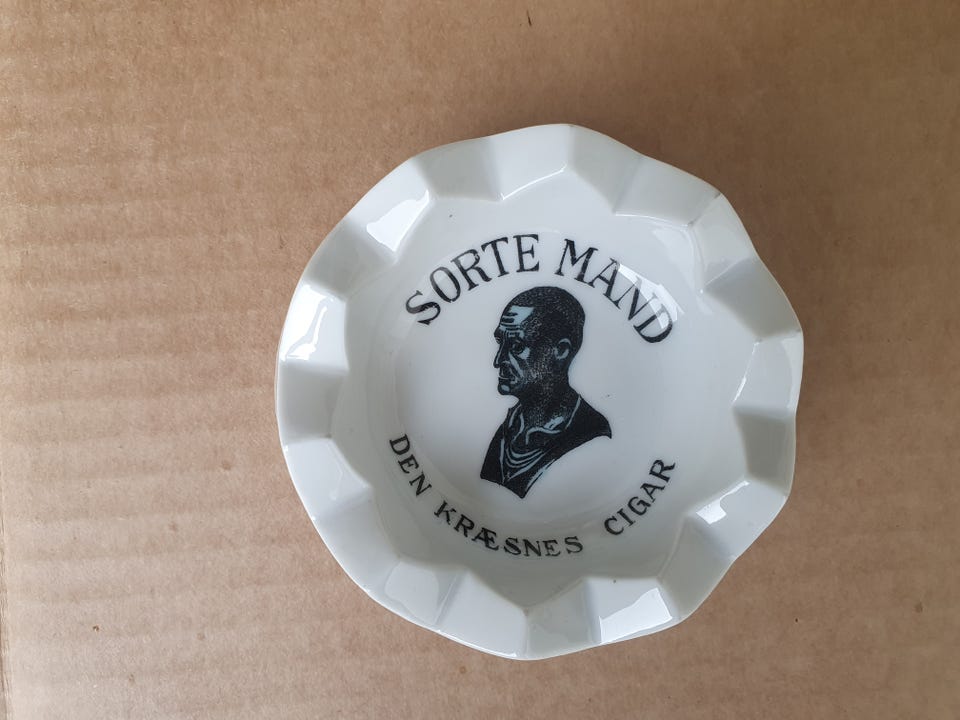 SORTE MAND
DEN KRÆSNES CIGAR